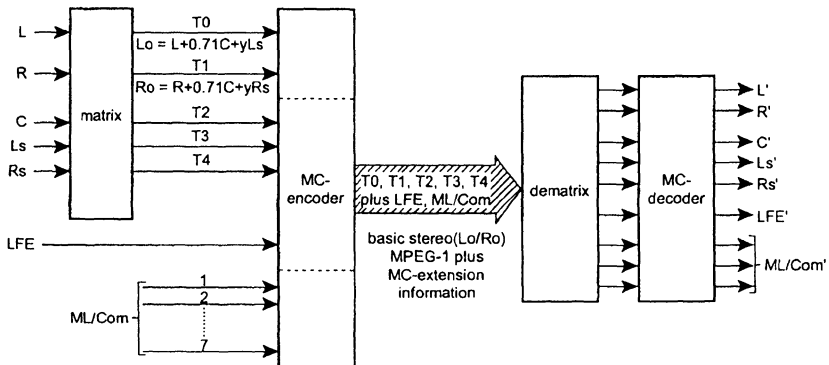 L
R
C
Ls
Rs
LFE
ML/Com
matrix
T0
Lo = L+0.71C+yLs
T1
Ro = R+0.71C+yRs
T2
T3
T4
1
2
7
MC-
encoder
T0, T1, T2, T3, T4
plus LFE, ML/Com
basic stereo(Lo/Ro)
MPEG-1 plus
MC-extension
information
dematrix
MC-
decoder
L'
R'
C'
Ls'
Rs'
LFE'
ML/Com'